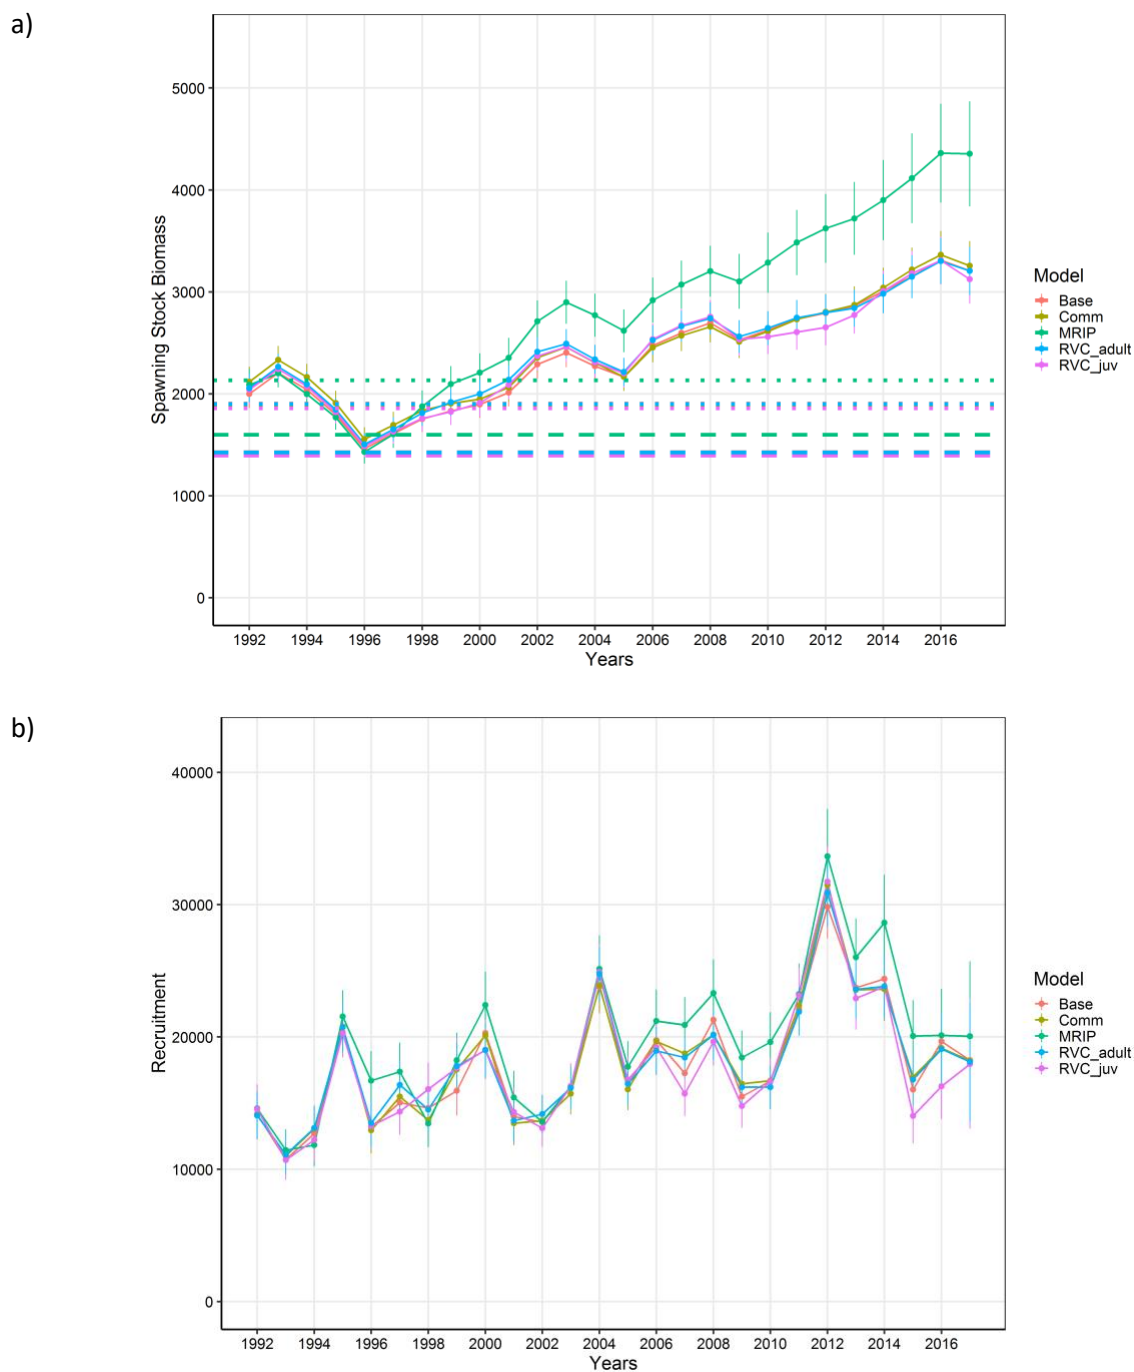 a)
Spawning Stock Biomass
5000
4000
3000
2000
1000
0
1992 1994 1996 1998 2000 2002 2004 2006 2008 2010 2012 2014 2016
Years
Model
Base
Comm
MRIP
RVC_adult
RVC_juv
b)
Recruitment
40000
30000
20000
10000
0
1992 1994 1996 1998 2000 2002 2004 2006 2008 2010 2012 2014 2016
Years
Model
Base
Comm
MRIP
RVC_adult
RVC_juv